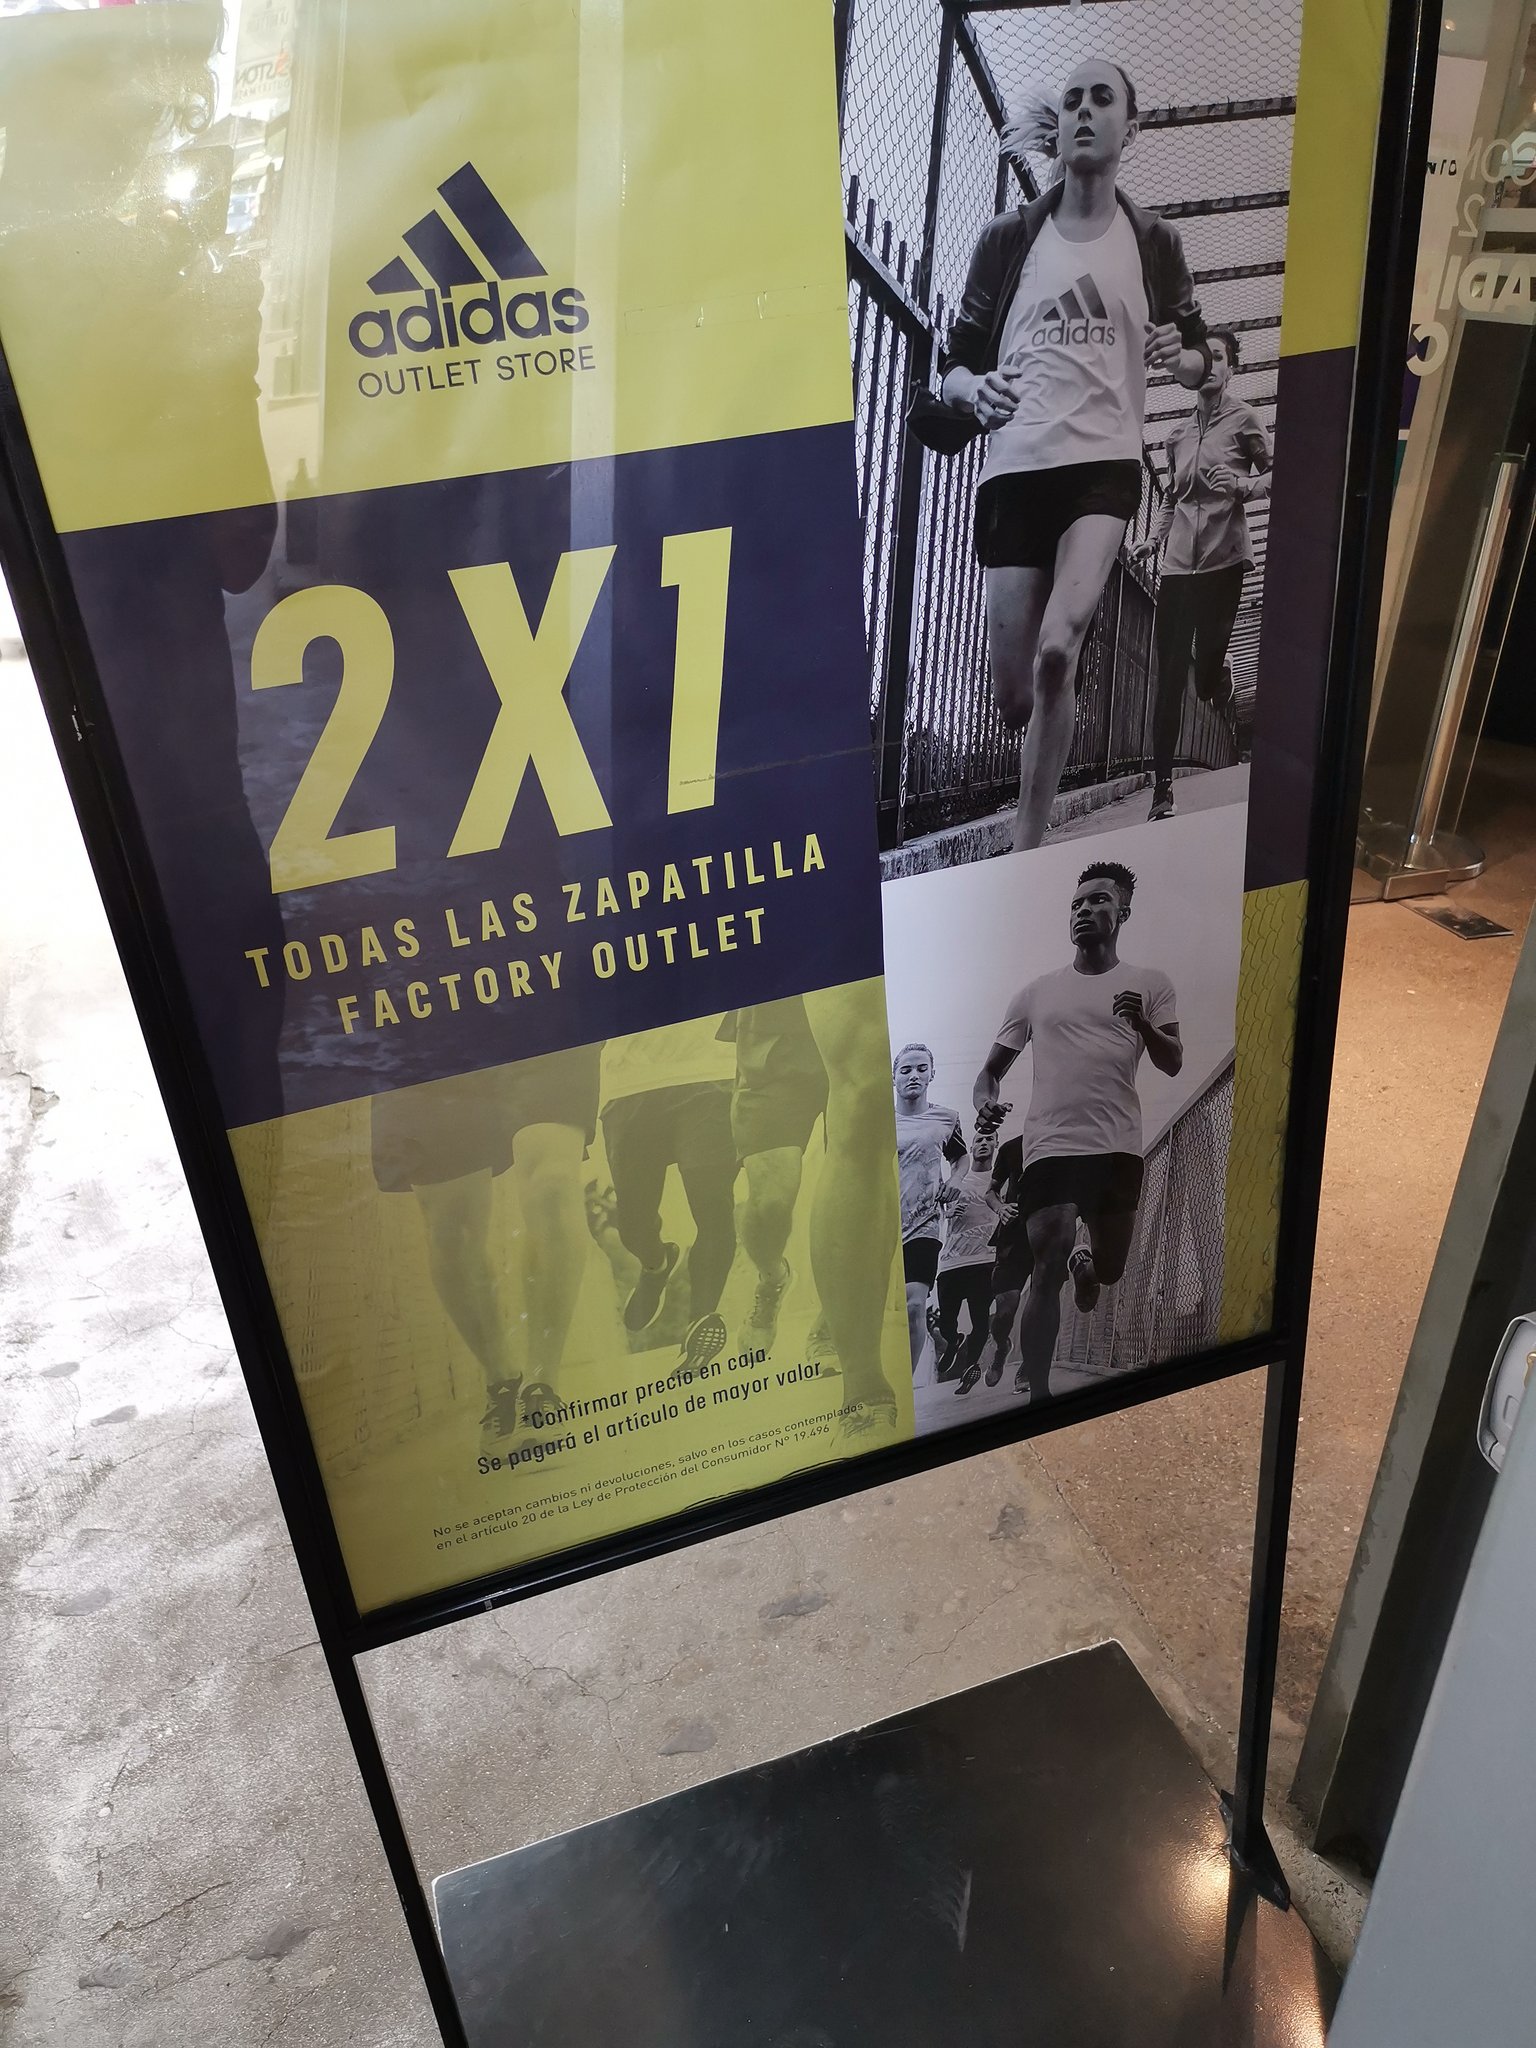 adidas
OUTLET STORE
2X1
TODAS LAS ZAPATILLA
FACTORY OUTLET
*Confirmar precio en caja.
Se pagará el artículo de mayor valor
No se aceptan cambios ni devoluciones, salvo en los casos contemplados
en el artículo 20 de la Ley de Protección del Consumidor N° 19.496
adidas